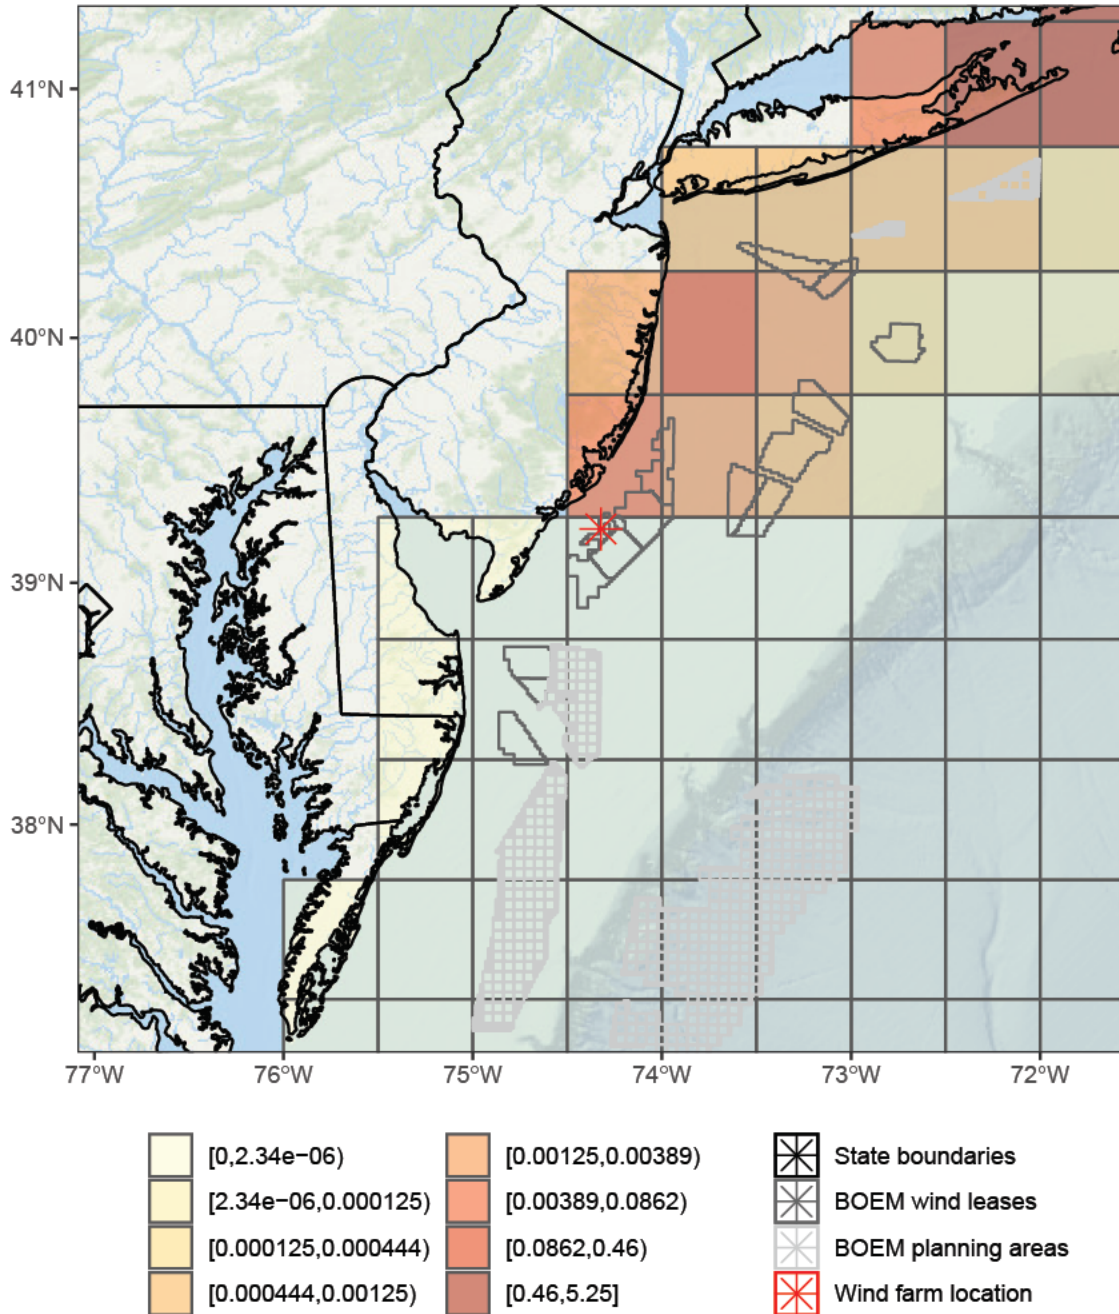 41°N
40°N
39°N
38°N
77°W 76°W 75°W 74°W 73°W 72°W
[0,2.34e−06) [0.00125,0.00389) State boundaries
[2.34e−06,0.000125) [0.00389,0.0862) BOEM wind leases
[0.000125,0.000444) [0.0862,0.46) BOEM planning areas
[0.000444,0.00125) [0.46,5.25] Wind farm location